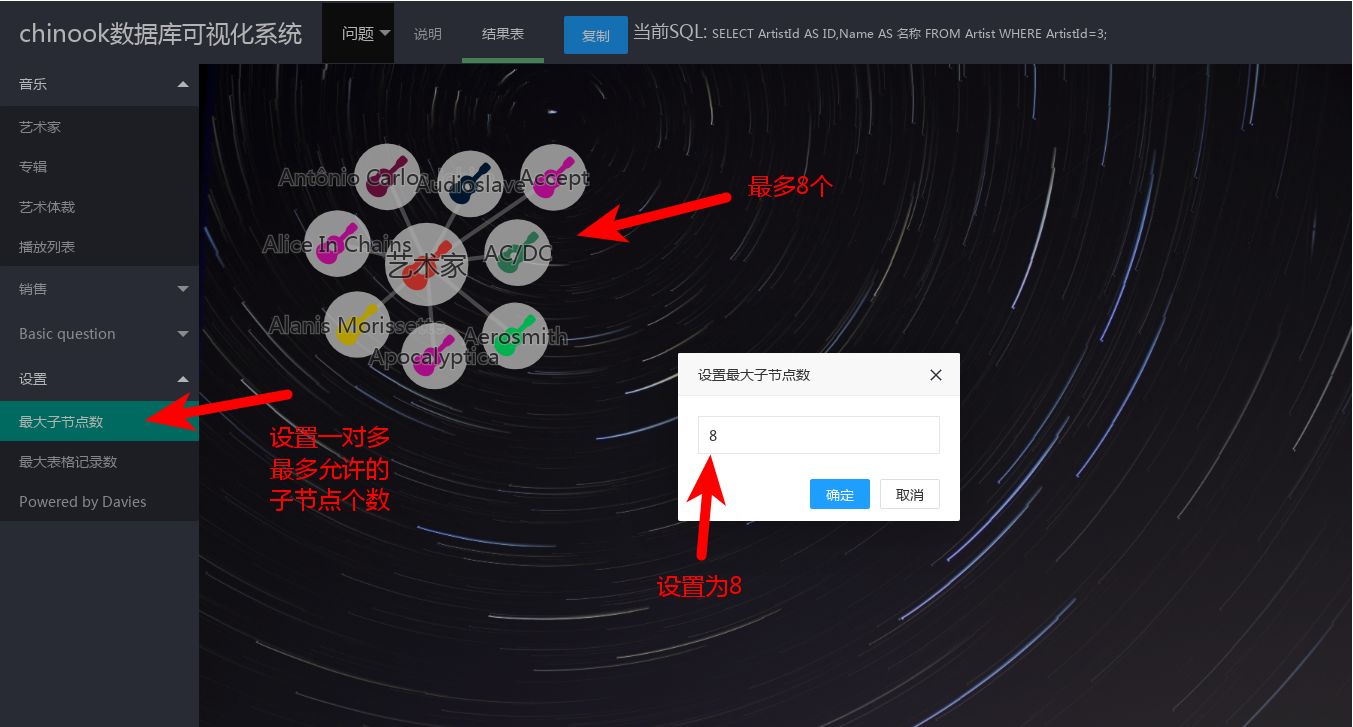 chinook数据库可视化系统
问题
说明
结果表
复制
当前SQL: SELECT ArtistId AS ID,Name AS 名称 FROM Artist WHERE ArtistId=3;
音乐
艺术家
专辑
艺术体裁
播放列表
销售
Basic question
设置
最大子节点数
最大表格记录数
Powered by Davies
Antônio Carlo
Audioslave
Accept
Alice In Chains
艺术家
AC/DC
Alanis Morissette
Aerosmith
Apocalyptica
最多8个
设置一对多
最多允许的
子节点个数
设置最大子节点数
8
确定
取消
设置为8